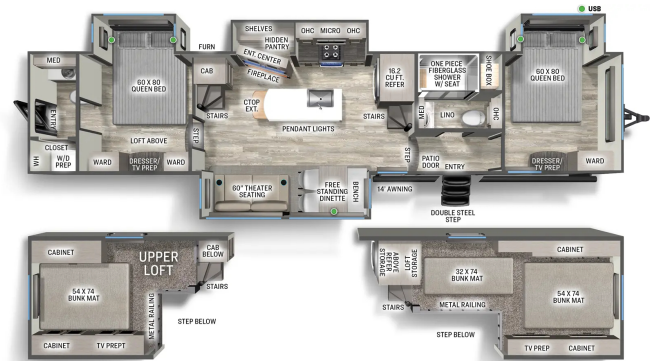 USB
MED
ENTRY
CLOSET
WH
W/D
PREP
60 X 80
QUEEN BED
LOFT ABOVE
WARD
DRESSER/
TV PREP
WARD
FURN
CAB
STAIRS
STEP
SHELVES
HIDDEN
PANTRY
ENT. CENTER
FIREPLACE
OHC
MICRO
OHC
CTOP
EXT.
PENDANT LIGHTS
60" THEATER
SEATING
FREE
STANDING
DINETTE
BENCH
16.2
CU FT.
REFER
STAIRS
STEP
14' AWNING
ONE PIECE
FIBERGLASS
SHOWER
W/ SEAT
SHOE BOX
MED
LINO
OHC
PATIO
DOOR
ENTRY
DOUBLE STEEL
STEP
60 X 80
QUEEN BED
DRESSER/
TV PREP
WARD
CABINET
UPPER
LOFT
CAB
BELOW
STAIRS
54 X 74
BUNK MAT
METAL RAILING
STEP BELOW
CABINET
TV PREPT
STORAGE
ABOVE
REFER
LOFT
STORAGE
STAIRS
32 X 74
BUNK MAT
METAL RAILING
STEP BELOW
CABINET
54 X 74
BUNK MAT
TV PREP
CABINET